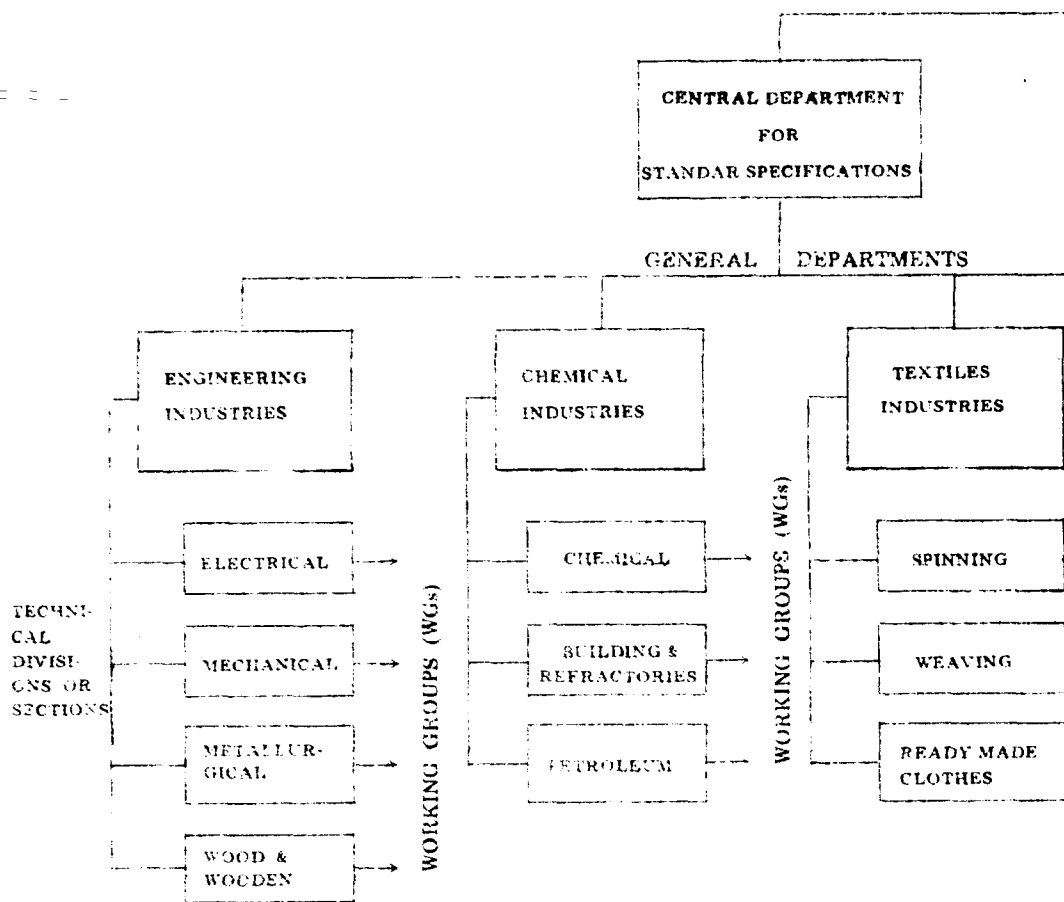 CENTRAL DEPARTMENT
FOR
STANDAR SPECIFICATIONS
GENERAL DEPARTMENTS
ENGINEERING
INDUSTRIES
CHEMICAL
INDUSTRIES
TEXTILES
INDUSTRIES
TECHNI-
CAL
DIVISI-
ONS OR
SECTIONS
ELECTRICAL
MECHANICAL
METALLUR-
GICAL
WOOD &
WOODEN
WORKING GROUPS (WGs)
CHEMICAL
BUILDING &
REFRACTORIES
PETROLEUM
WORKING GROUPS (WGs)
SPINNING
WEAVING
READY MADE
CLOTHES